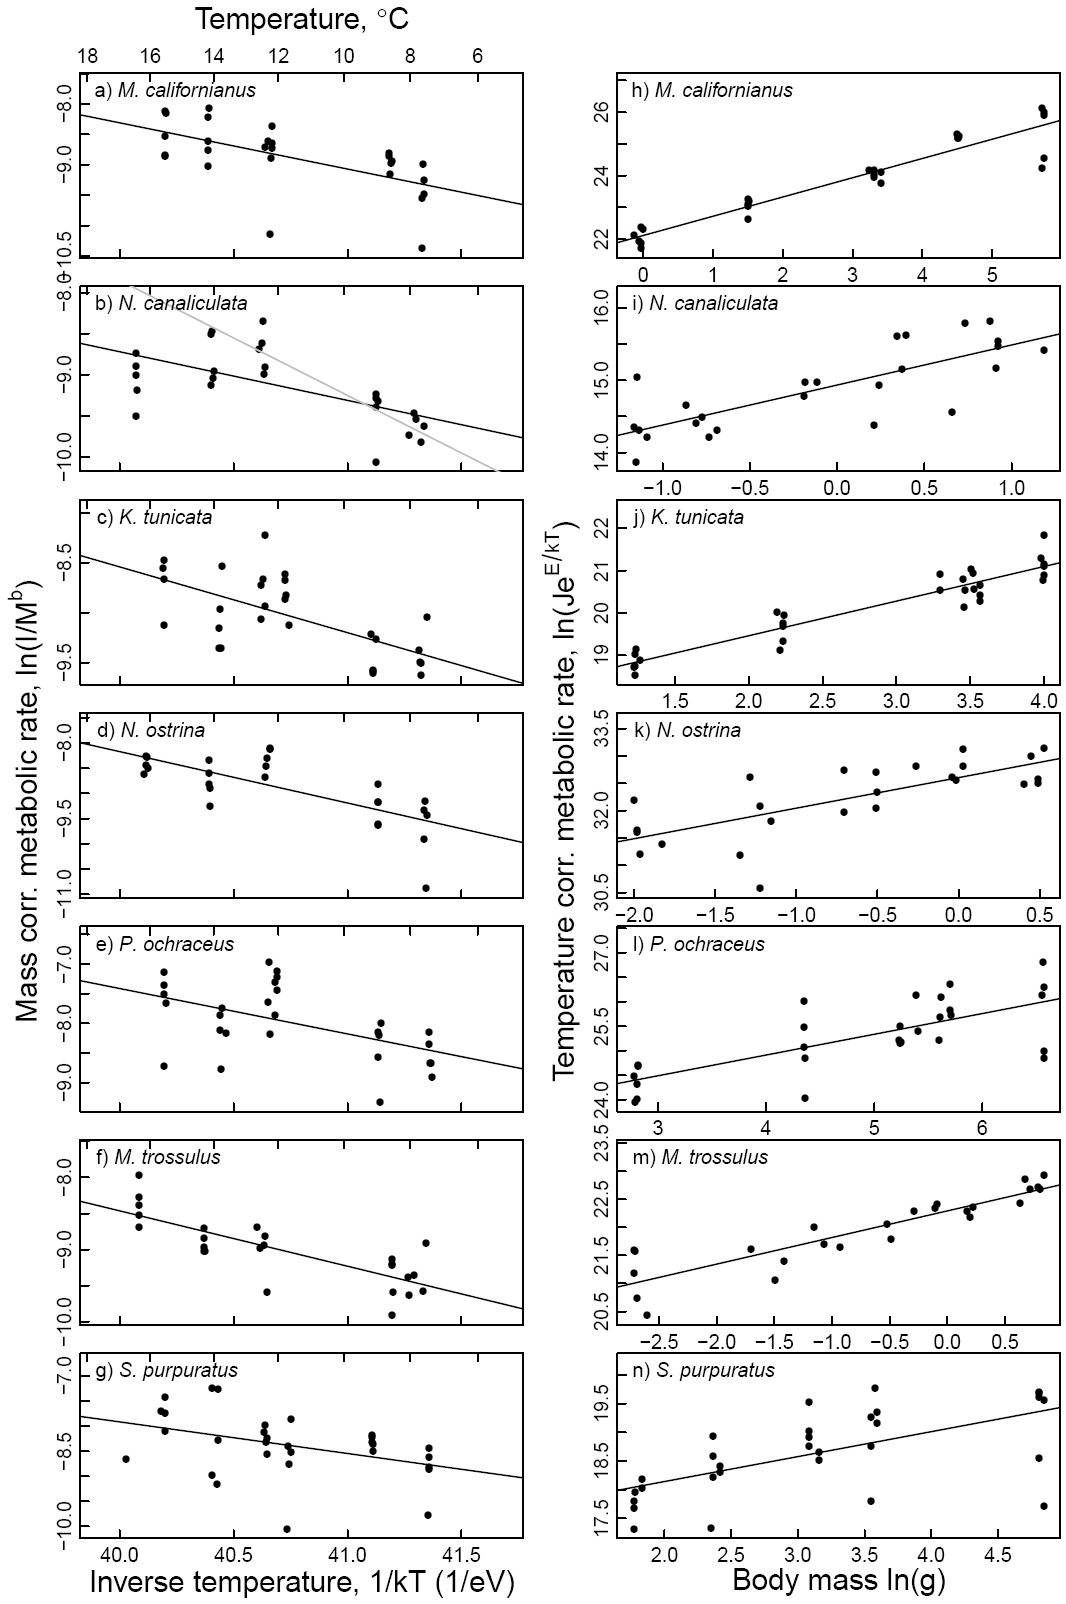 Temperature, °C
18 16 14 12 10 8 6
a) M. californianus
−8.0
−9.0
−10.5
b) N. canaliculata
−8.0
−9.0
−10.0
c) K. tunicata
−8.5
−9.5
d) N. ostrina
−8.0
−9.5
−11.0
e) P. ochraceus
−7.0
−8.0
−9.0
f) M. trossulus
−8.0
−9.0
−10.0
g) S. purpuratus
−7.0
−8.5
−10.0
40.0 40.5 41.0 41.5
Inverse temperature, 1/kT (1/eV)
Mass corr. metabolic rate, ln(I/M^b)
h) M. californianus
26
24
22
0 1 2 3 4 5
i) N. canaliculata
16.0
15.0
14.0
−1.0 −0.5 0.0 0.5 1.0
j) K. tunicata
22
21
20
19
1.5 2.0 2.5 3.0 3.5 4.0
k) N. ostrina
33.5
32.0
30.5
−2.0 −1.5 −1.0 −0.5 0.0 0.5
l) P. ochraceus
27.0
25.5
24.0
3 4 5 6
m) M. trossulus
23.5
22.5
21.5
20.5
−2.5 −2.0 −1.5 −1.0 −0.5 0.0 0.5
n) S. purpuratus
19.5
18.5
17.5
2.0 2.5 3.0 3.5 4.0 4.5
Body mass ln(g)
Temperature corr. metabolic rate, ln(Je^E/kT)